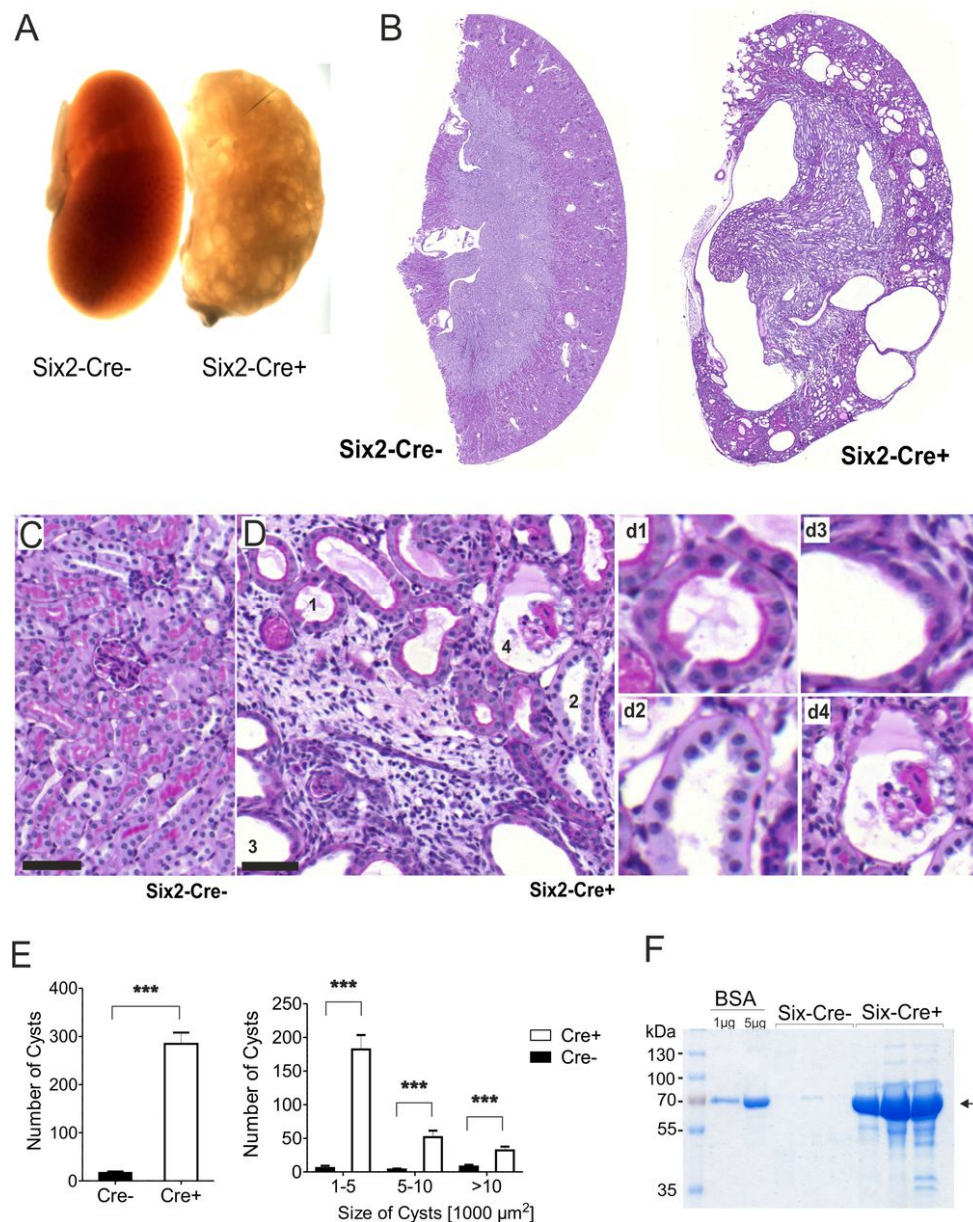 A
B
Six2-Cre-
Six2-Cre+
Six2-Cre-
Six2-Cre+
C
D
d1
d3
1
4
2
d2
d4
3
Six2-Cre-
Six2-Cre+
E
F
Number of Cysts
400
300
200
100
0
***
Cre-
Cre+
Number of Cysts
250
200
150
100
50
0
***
***
***
1-5
5-10
>10
Size of Cysts [1000 µm²]
Cre+
Cre-
BSA
Six-Cre-
Six-Cre+
1µg
5µg
kDa
130
100
70
55
35